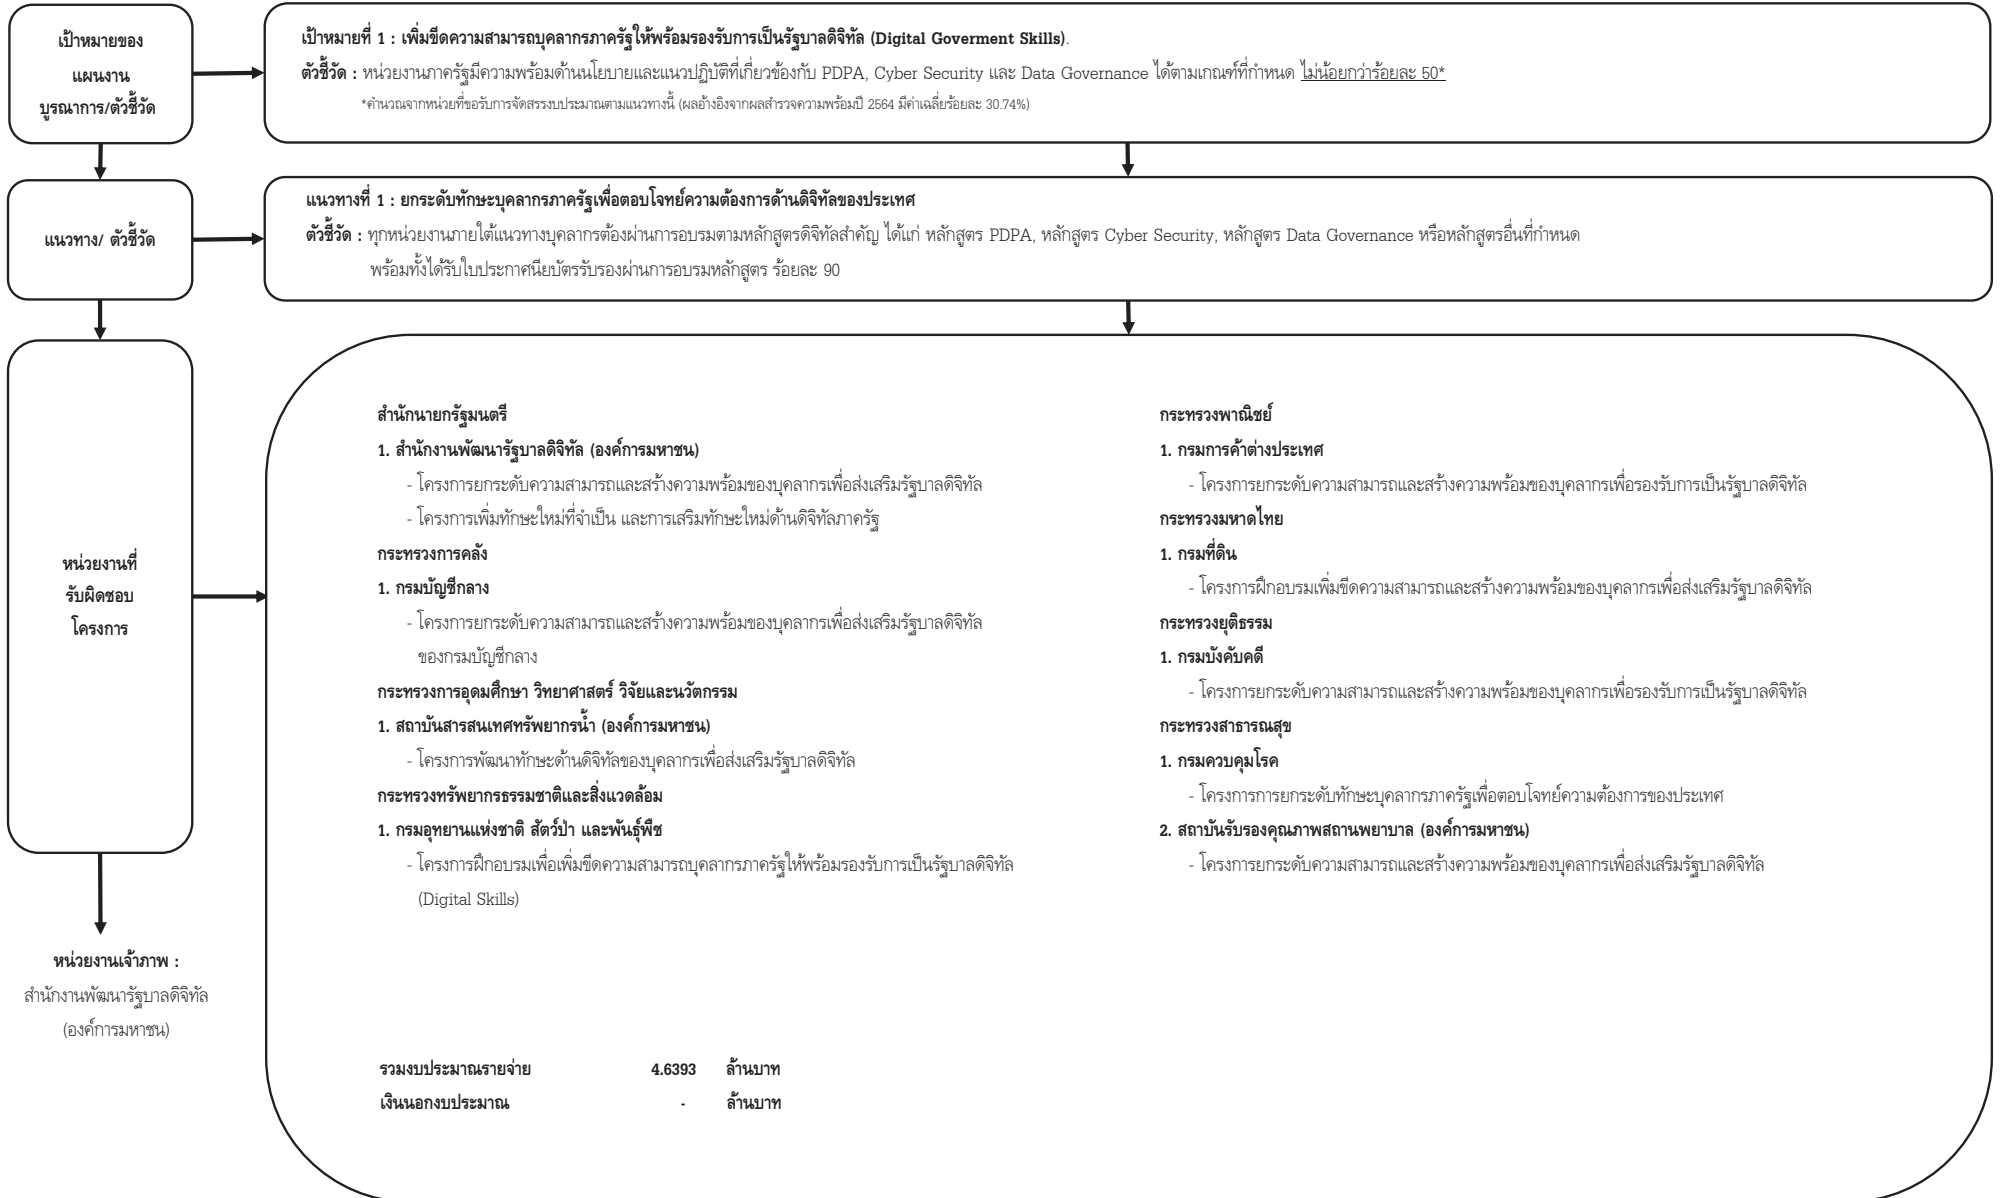 เป้าหมายของ
แผนงาน
บูรณาการ/ตัวชี้วัด
เป้าหมายที่ 1 : เพิ่มขีดความสามารถบุคลากรภาครัฐให้พร้อมรองรับการเป็นรัฐบาลดิจิทัล (Digital Goverment Skills).
ตัวชี้วัด : หน่วยงานภาครัฐมีความพร้อมด้านนโยบายและแนวปฏิบัติที่เกี่ยวข้องกับ PDPA, Cyber Security และ Data Governance ได้ตามเกณฑ์ที่กำหนด ไม่น้อยกว่าร้อยละ 50*
*คำนวณจากหน่วยที่ขอรับการจัดสรรงบประมาณตามแนวทางนี้ (ผลอ้างอิงจากผลสำรวจความพร้อมปี 2564 มีค่าเฉลี่ยร้อยละ 30.74%)
แนวทาง/ ตัวชี้วัด
แนวทางที่ 1 : ยกระดับทักษะบุคลากรภาครัฐเพื่อตอบโจทย์ความต้องการด้านดิจิทัลของประเทศ
ตัวชี้วัด : ทุกหน่วยงานภายใต้แนวทางบุคลากรต้องผ่านการอบรมตามหลักสูตรดิจิทัลสำคัญ ได้แก่ หลักสูตร PDPA, หลักสูตร Cyber Security, หลักสูตร Data Governance หรือหลักสูตรอื่นที่กำหนด
พร้อมทั้งได้รับใบประกาศนียบัตรรับรองผ่านการอบรมหลักสูตร ร้อยละ 90
หน่วยงานที่
รับผิดชอบ
โครงการ
สำนักนายกรัฐมนตรี
1. สำนักงานพัฒนารัฐบาลดิจิทัล (องค์การมหาชน)
- โครงการยกระดับความสามารถและสร้างความพร้อมของบุคลากรเพื่อส่งเสริมรัฐบาลดิจิทัล
- โครงการเพิ่มทักษะใหม่ที่จำเป็น และการเสริมทักษะใหม่ด้านดิจิทัลภาครัฐ
กระทรวงการคลัง
1. กรมบัญชีกลาง
- โครงการยกระดับความสามารถและสร้างความพร้อมของบุคลากรเพื่อส่งเสริมรัฐบาลดิจิทัล
ของกรมบัญชีกลาง
กระทรวงการอุดมศึกษา วิทยาศาสตร์ วิจัยและนวัตกรรม
1. สถาบันสารสนเทศทรัพยากรน้ำ (องค์การมหาชน)
- โครงการพัฒนาทักษะด้านดิจิทัลของบุคลากรเพื่อส่งเสริมรัฐบาลดิจิทัล
กระทรวงทรัพยากรธรรมชาติและสิ่งแวดล้อม
1. กรมอุทยานแห่งชาติ สัตว์ป่า และพันธุ์พืช
- โครงการฝึกอบรมเพื่อเพิ่มขีดความสามารถบุคลากรภาครัฐให้พร้อมรองรับการเป็นรัฐบาลดิจิทัล
(Digital Skills)
กระทรวงพาณิชย์
1. กรมการค้าต่างประเทศ
- โครงการยกระดับความสามารถและสร้างความพร้อมของบุคลากรเพื่อรองรับการเป็นรัฐบาลดิจิทัล
กระทรวงมหาดไทย
1. กรมที่ดิน
- โครงการฝึกอบรมเพิ่มขีดความสามารถและสร้างความพร้อมของบุคลากรเพื่อส่งเสริมรัฐบาลดิจิทัล
กระทรวงยุติธรรม
1. กรมบังคับคดี
- โครงการยกระดับความสามารถและสร้างความพร้อมของบุคลากรเพื่อรองรับการเป็นรัฐบาลดิจิทัล
กระทรวงสาธารณสุข
1. กรมควบคุมโรค
- โครงการการยกระดับทักษะบุคลากรภาครัฐเพื่อตอบโจทย์ความต้องการของประเทศ
2. สถาบันรับรองคุณภาพสถานพยาบาล (องค์การมหาชน)
- โครงการยกระดับความสามารถและสร้างความพร้อมของบุคลากรเพื่อส่งเสริมรัฐบาลดิจิทัล
หน่วยงานเจ้าภาพ :
สำนักงานพัฒนารัฐบาลดิจิทัล
(องค์การมหาชน)
รวมงบประมาณรายจ่าย 4.6393 ล้านบาท
เงินนอกงบประมาณ - ล้านบาท